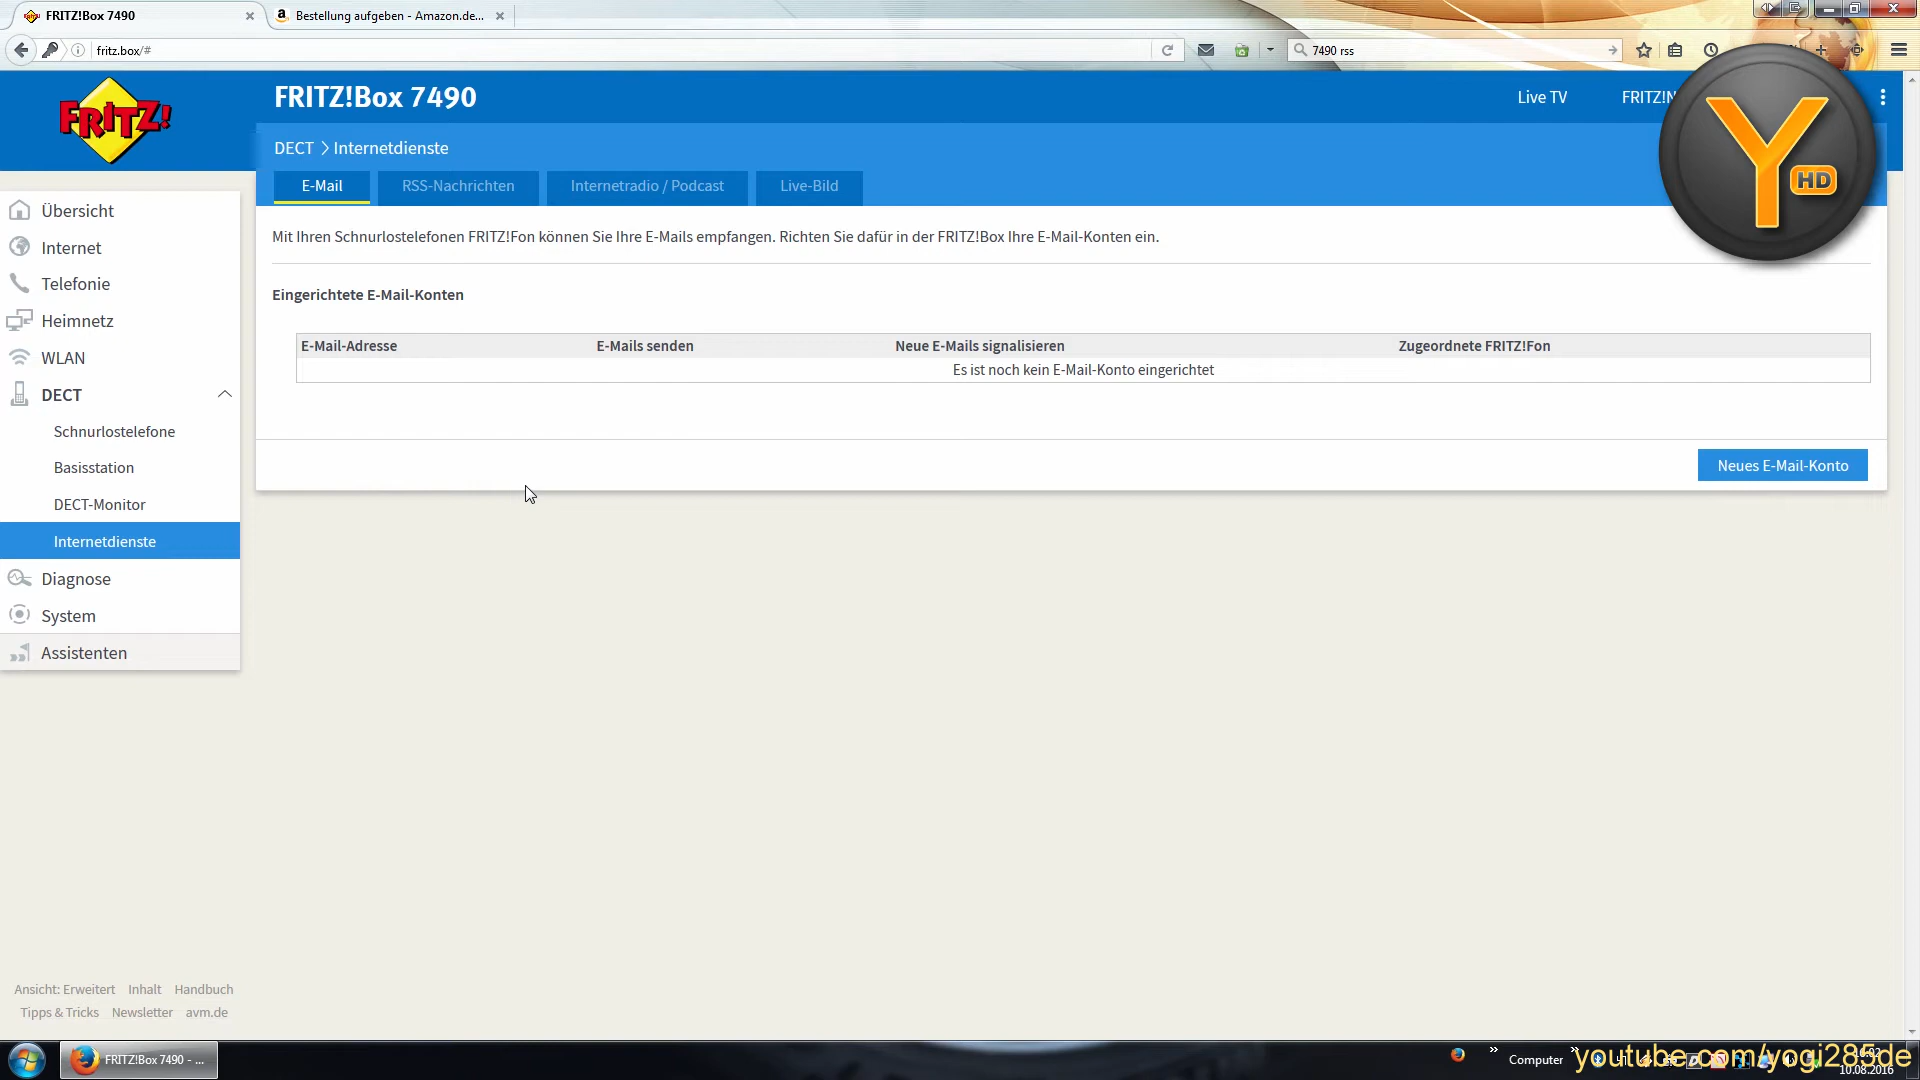 FRITZ!Box 7490
Bestellung aufgeben - Amazon.de...
fritz.box/#
7490 rss
FRITZ!
FRITZ!Box 7490
Live TV
FRITZ!N
Y
HD
DECT > Internetdienste
E-Mail
RSS-Nachrichten
Internetradio / Podcast
Live-Bild
Übersicht
Internet
Telefonie
Heimnetz
WLAN
DECT
Schnurlostelefone
Basisstation
DECT-Monitor
Internetdienste
Diagnose
System
Assistenten
Mit Ihren Schnurlostelefonen FRITZ!Fon können Sie Ihre E-Mails empfangen. Richten Sie dafür in der FRITZ!Box Ihre E-Mail-Konten ein.
Eingerichtete E-Mail-Konten
E-Mail-Adresse E-Mails senden Neue E-Mails signalisieren Zugeordnete FRITZ!Fon
Es ist noch kein E-Mail-Konto eingerichtet
Neues E-Mail-Konto
Ansicht: Erweitert Inhalt Handbuch
Tipps & Tricks Newsletter avm.de
FRITZ!Box 7490 - ...
Computer
youtube.com/yogi285de
10.08.2016